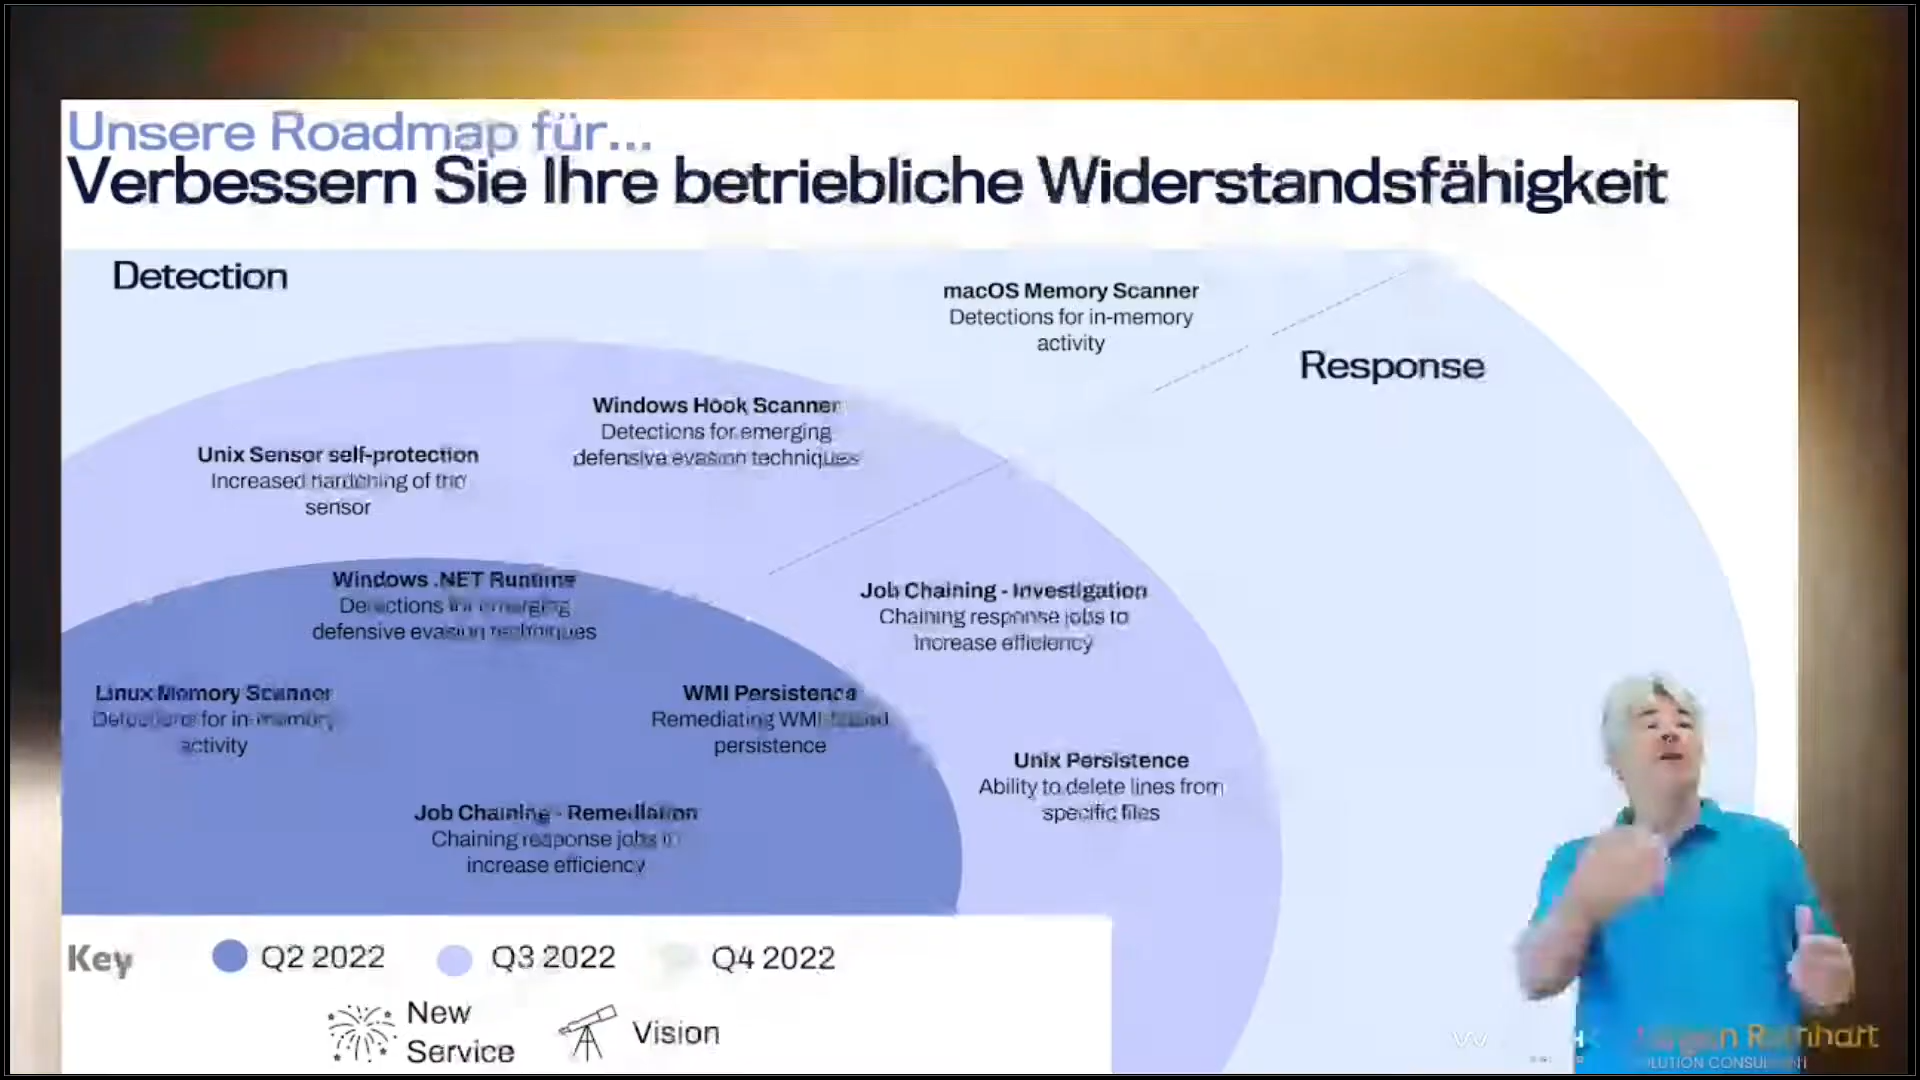 Unsere Roadmap für...
Verbessern Sie Ihre betriebliche Widerstandsfähigkeit
Detection
macOS Memory Scanner
Detections for in-memory
activity
Response
Windows Hook Scanner
Detections for emerging
defensive evasion techniques
Unix Sensor self-protection
Increased hardening of the
sensor
Windows .NET Runtime
Detections for emerging
defensive evasion techniques
Job Chaining - Investigation
Chaining response jobs to
increase efficiency
Linux Memory Scanner
Detections for in-memory
activity
WMI Persistence
Remediating WMI-based
persistence
Unix Persistence
Ability to delete lines from
specific files
Job Chaining - Remediation
Chaining response jobs to
increase efficiency
Key
Q2 2022
Q3 2022
Q4 2022
New
Service
Vision
SOLUTION CONSULTANT